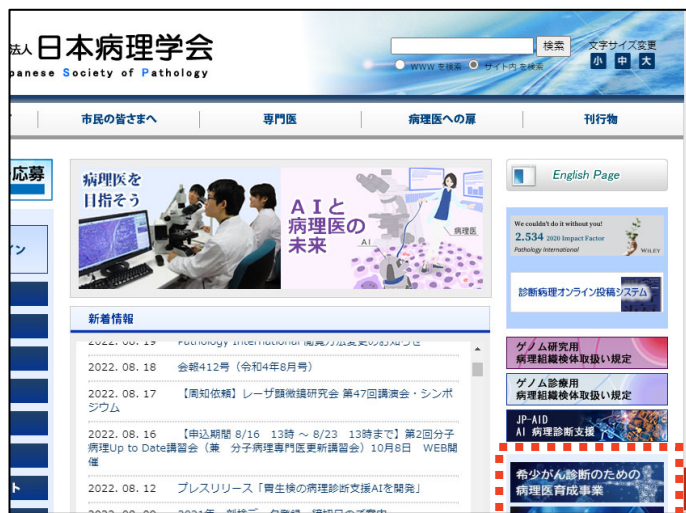 法人 日本病理学会
panese Society of Pathology
検索
文字サイズ変更
WWW を検索 サイト内 を検索
小 中 大
市民の皆さまへ
専門医
病理医への扉
刊行物
応募
イン
ト
病理医を
目指そう
AIと
病理医の
未来
AI
病理医
English Page
We couldn't do it without you!
2.534 2020 Impact Factor
Pathology International
WILEY
診断病理オンライン投稿システム
新着情報
2022. 08. 19 Pathology International 閲覧方法変更のお知らせ
2022. 08. 18 会報412号（令和4年8月号）
2022. 08. 17 【周知依頼】レーザ顕微鏡研究会 第47回講演会・シンポ
ジウム
2022. 08. 16 【申込期間 8/16 13時 ～ 8/23 13時まで】第2回分子
病理Up to Date講習会（兼 分子病理専門医更新講習会）10月8日 WEB開
催
2022. 08. 12 プレスリリース「胃生検の病理診断支援AIを開発」
ゲノム研究用
病理組織検体取扱い規定
ゲノム診療用
病理組織検体取扱い規定
JP-AID
AI 病理診断支援
希少がん診断のための
病理医育成事業